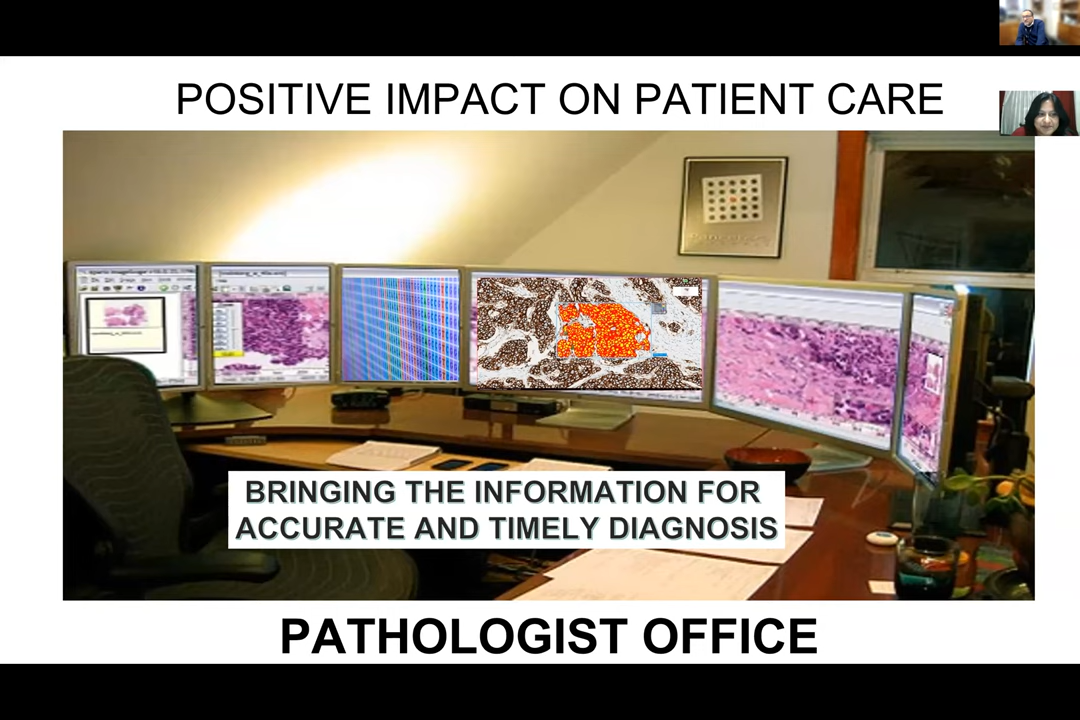 POSITIVE IMPACT ON PATIENT CARE
BRINGING THE INFORMATION FOR
ACCURATE AND TIMELY DIAGNOSIS
PATHOLOGIST OFFICE